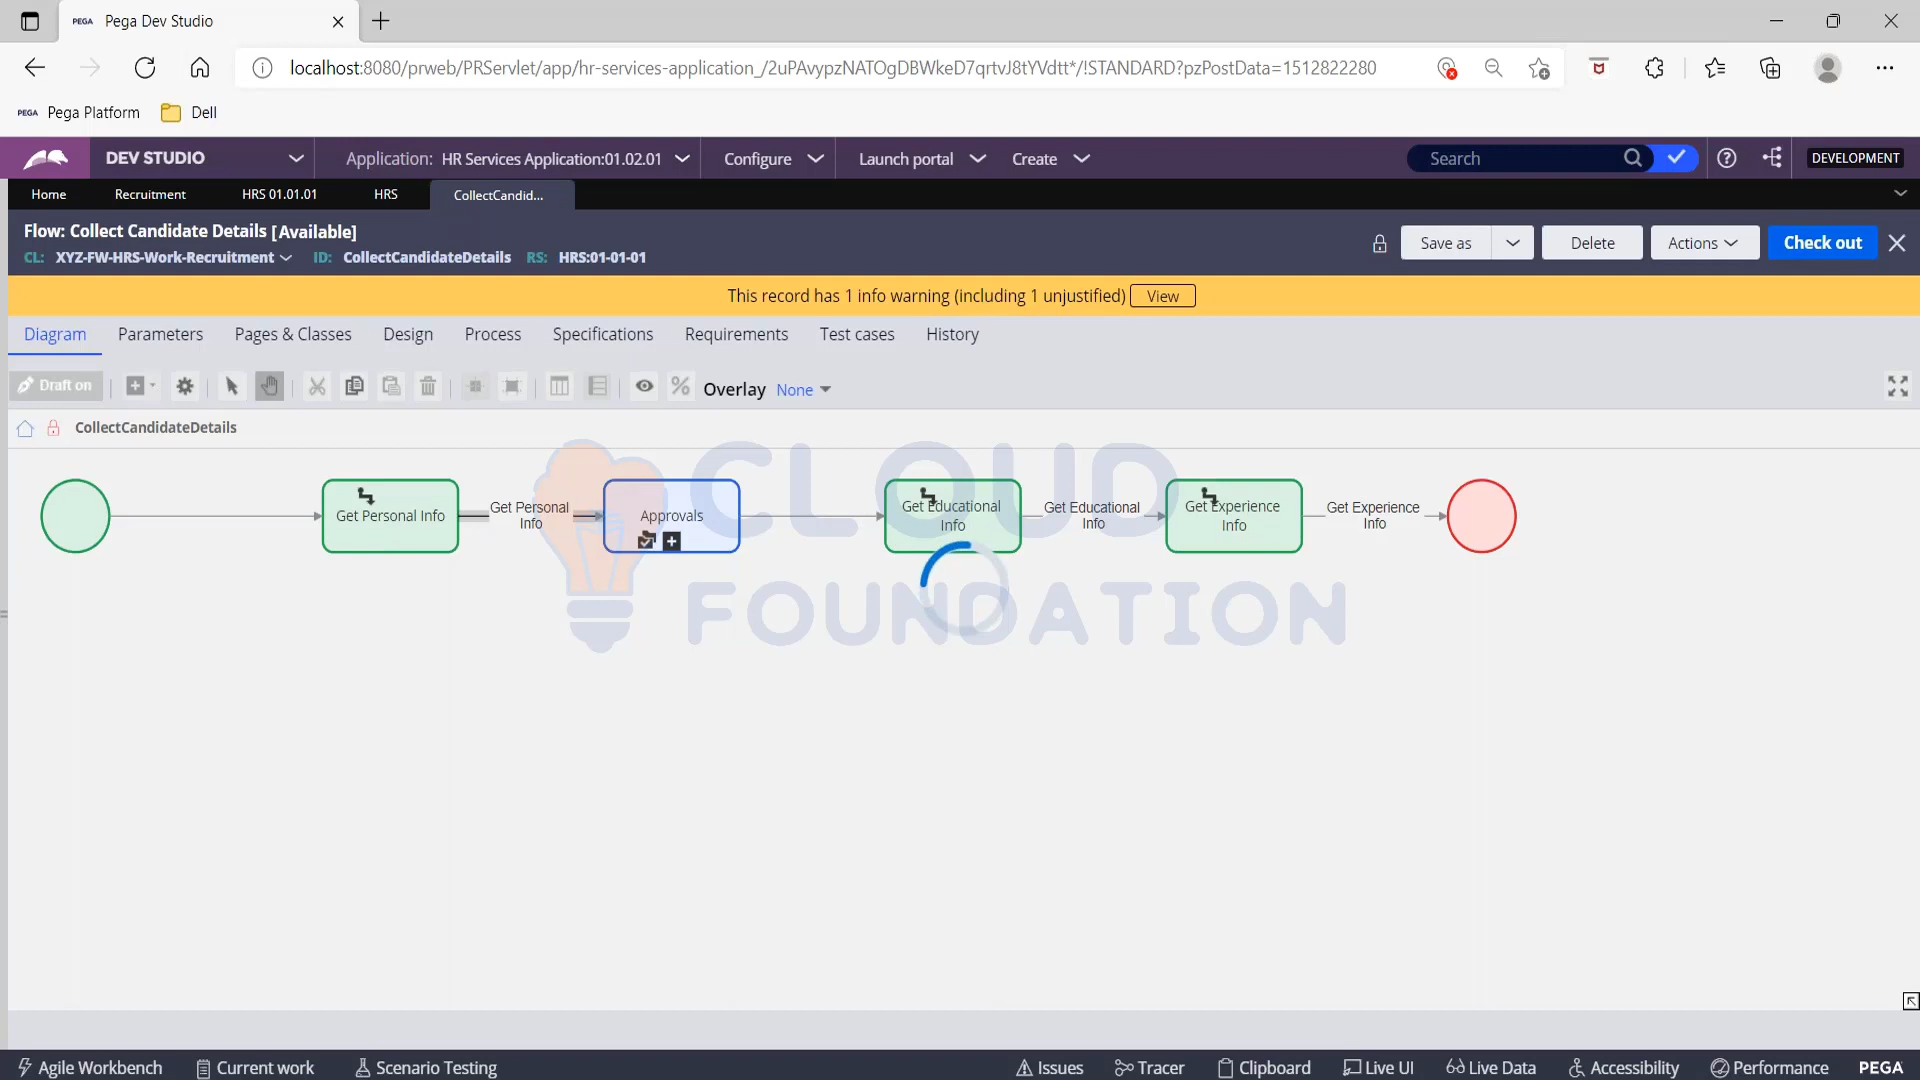 PEGA Pega Dev Studio
localhost:8080/prweb/PRServlet/app/hr-services-application_/2uPAvypzNATOgDBWkeD7qrtvJ8tYVdtt*/!STANDARD?pzPostData=1512822280
PEGA Pega Platform Dell
DEV STUDIO Application: HR Services Application:01.02.01 Configure Launch portal Create Search DEVELOPMENT
Home Recruitment HRS 01.01.01 HRS CollectCandid...
Flow: Collect Candidate Details [Available]
CL: XYZ-FW-HRS-Work-Recruitment ID: CollectCandidateDetails RS: HRS:01-01-01
Save as Delete Actions Check out
This record has 1 info warning (including 1 unjustified) View
Diagram Parameters Pages & Classes Design Process Specifications Requirements Test cases History
Draft on Overlay None
CollectCandidateDetails
CLOUD
FOUNDATION
Get Personal Info
Get Personal
Info
Approvals
Get Educational
Info
Get Educational
Info
Get Experience
Info
Get Experience
Info
Agile Workbench Current work Scenario Testing Issues Tracer Clipboard Live UI Live Data Accessibility Performance PEGA